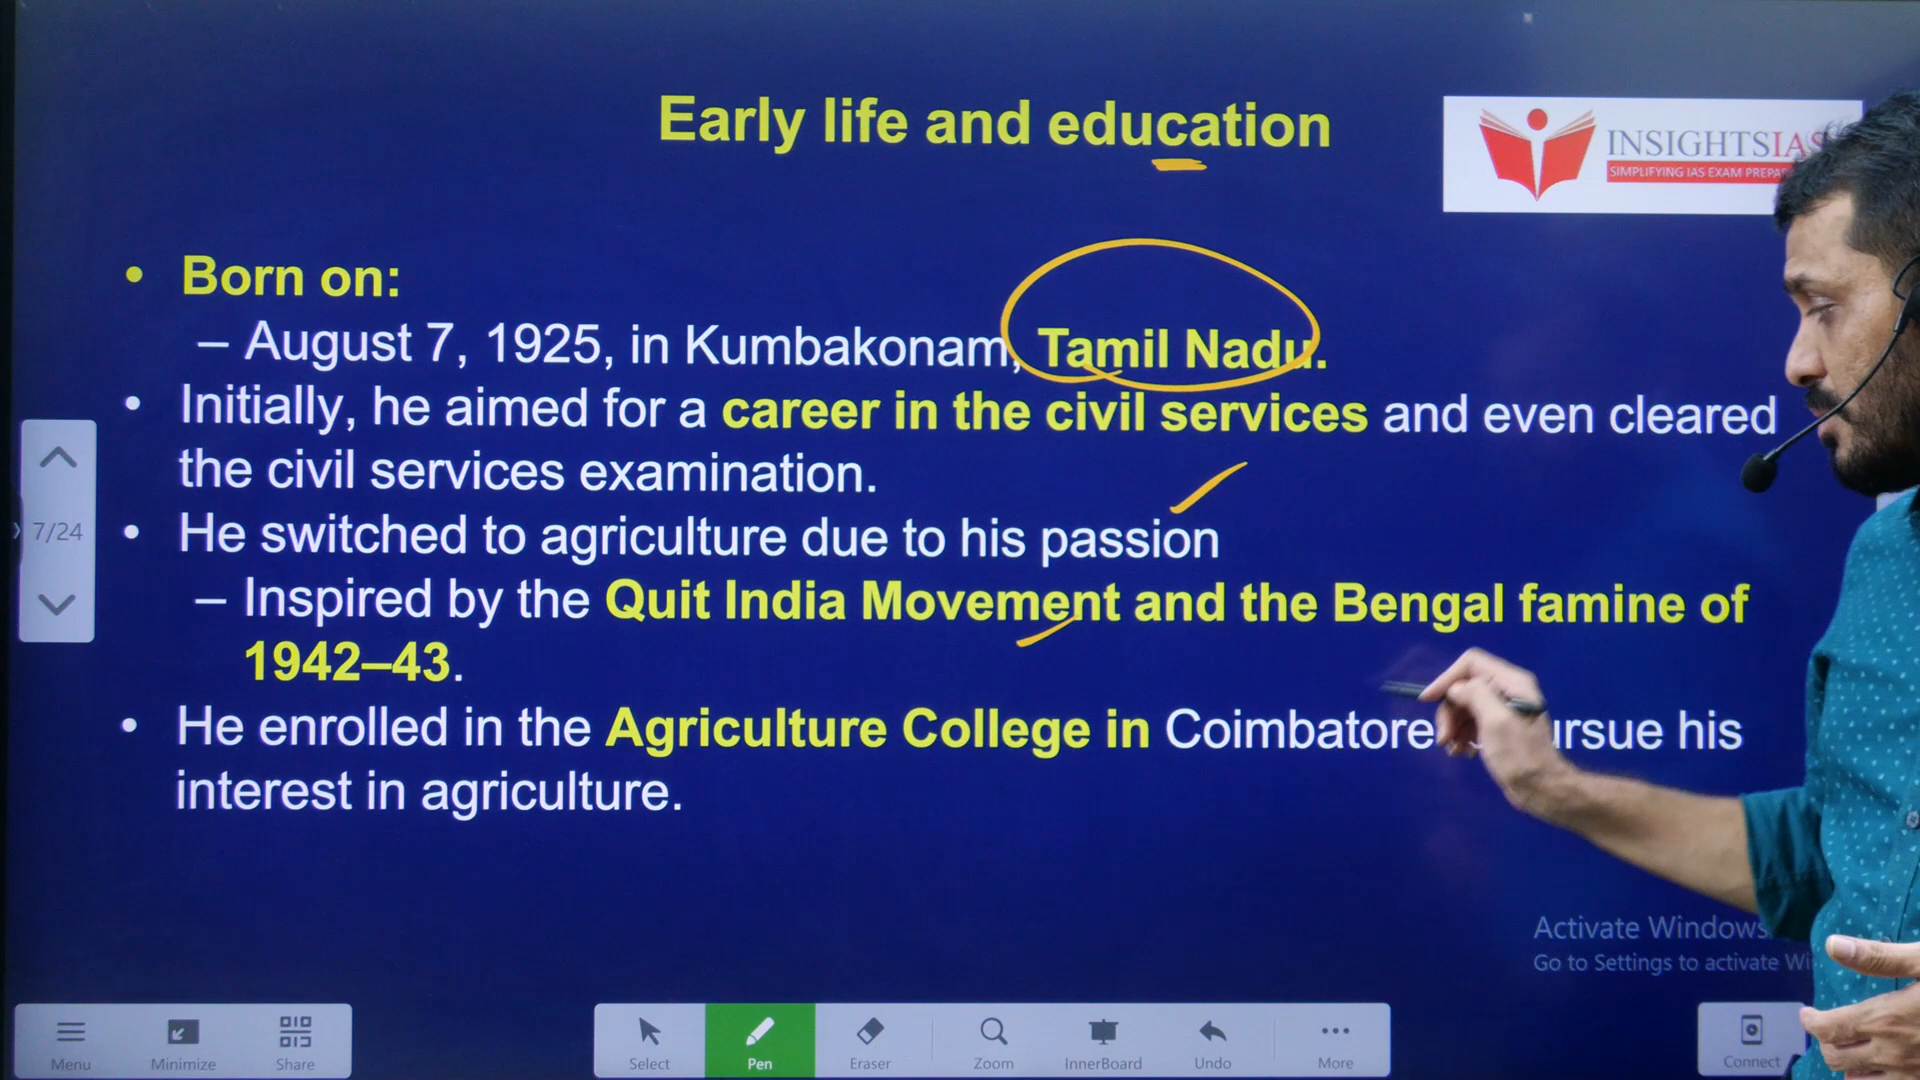 Early life and education
INSIGHTSIAS
SIMPLIFYING IAS EXAM
• Born on:
– August 7, 1925, in Kumbakonam, Tamil Nadu.
• Initially, he aimed for a career in the civil services and even cleared
the civil services examination.
• He switched to agriculture due to his passion
– Inspired by the Quit India Movement and the Bengal famine of
1942–43.
• He enrolled in the Agriculture College in Coimbatore his
interest in agriculture.
7/24
Activate Windows
Go to Settings to activate
Menu
Minimize
Share
Select
Pen
Eraser
Zoom
InnerBoard
Undo
More
Connect